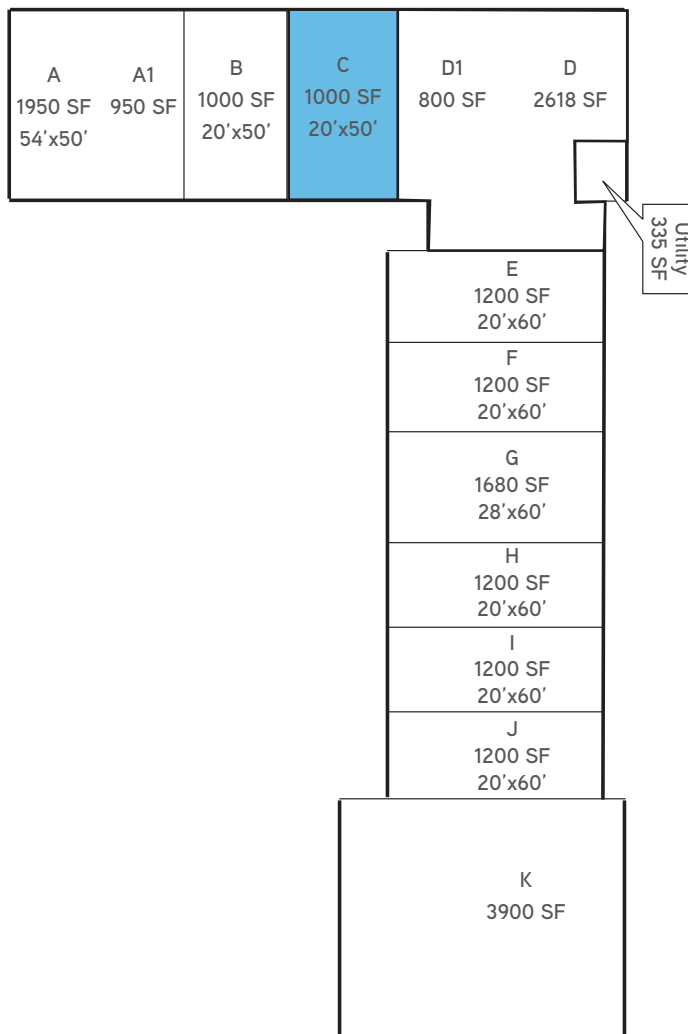 A
1950 SF
54'x50'
A1
950 SF
B
1000 SF
20'x50'
C
1000 SF
20'x50'
D1
800 SF
D
2618 SF
Utility
335 SF
E
1200 SF
20'x60'
F
1200 SF
20'x60'
G
1680 SF
28'x60'
H
1200 SF
20'x60'
I
1200 SF
20'x60'
J
1200 SF
20'x60'
K
3900 SF